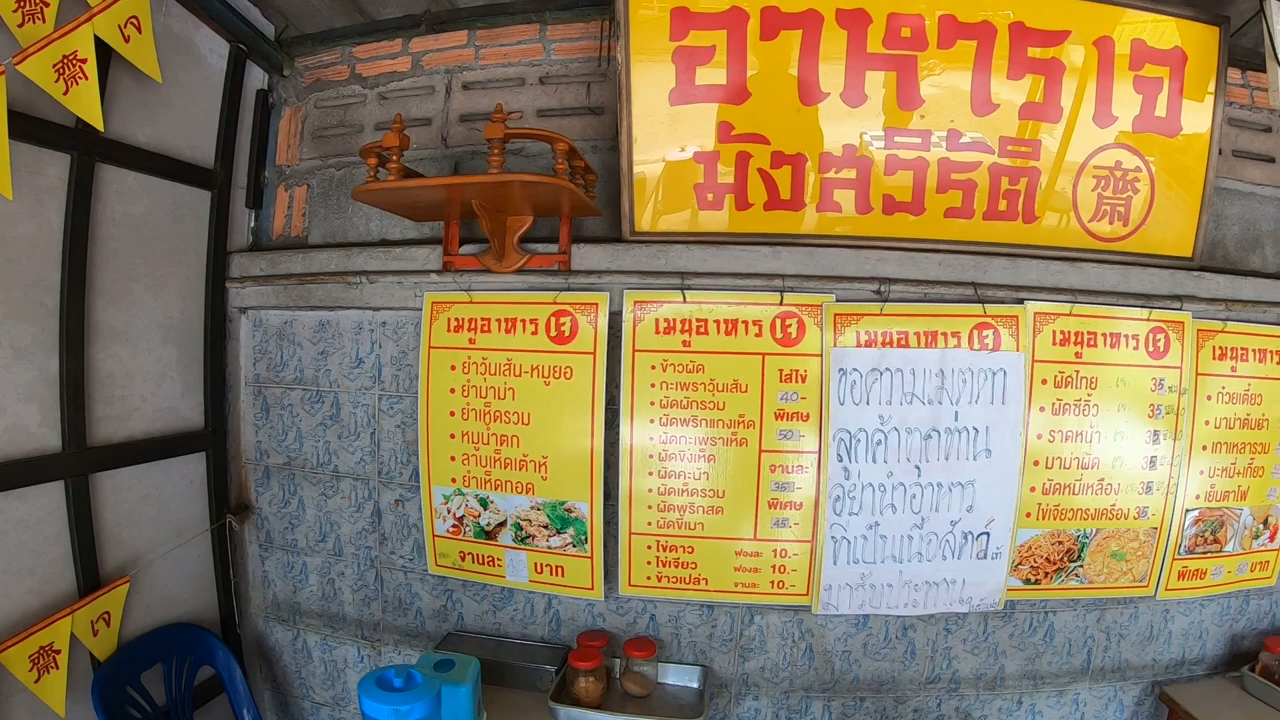 齋
เจ
齋
อาหารเจ
มังสวิรัติ 齋
เมนูอาหาร เจ
• ยำวุ้นเส้น-หมูยอ
• ยำมาม่า
• ยำเห็ดรวม
• หมูน้ำตก
• ลาบเห็ดเต้าหู้
• ยำเห็ดทอด
จานละ บาท
เมนูอาหาร เจ
• ข้าวผัด
• กะเพราวุ้นเส้น
• ผัดผักรวม
• ผัดพริกแกงเห็ด
• ผัดกะเพราเห็ด
• ผัดขิงเห็ด
• ผัดคะน้า
• ผัดเห็ดรวม
• ผัดพริกสด
• ผัดขี้เมา
ใส่ไข่
40.-
พิเศษ
50.-
จานละ
35.-
พิเศษ
45.-
• ไข่ดาว ฟองละ 10.-
• ไข่เจียว ฟองละ 10.-
• ข้าวเปล่า จานละ 10.-
เมนูอาหาร เจ
ขอความเมตตา
ลูกค้าทุกท่าน
อย่านำอาหาร
ที่เป็นเนื้อสัตว์
มารับประทาน
เมนูอาหาร เจ
• ผัดไทย 35
• ผัดซีอิ๊ว 35
• ราดหน้า 35
• มาม่าผัด 35
• ผัดหมี่เหลือง 35
• ไข่เจียวทรงเครื่อง 35.-
เมนูอาหาร
• ก๋วยเตี๋ยว
• มาม่าต้มยำ
• เกาเหลารวม
• บะหมี่+เกี๊ยว
• เย็นตาโฟ
พิเศษ บาท
齋
เจ